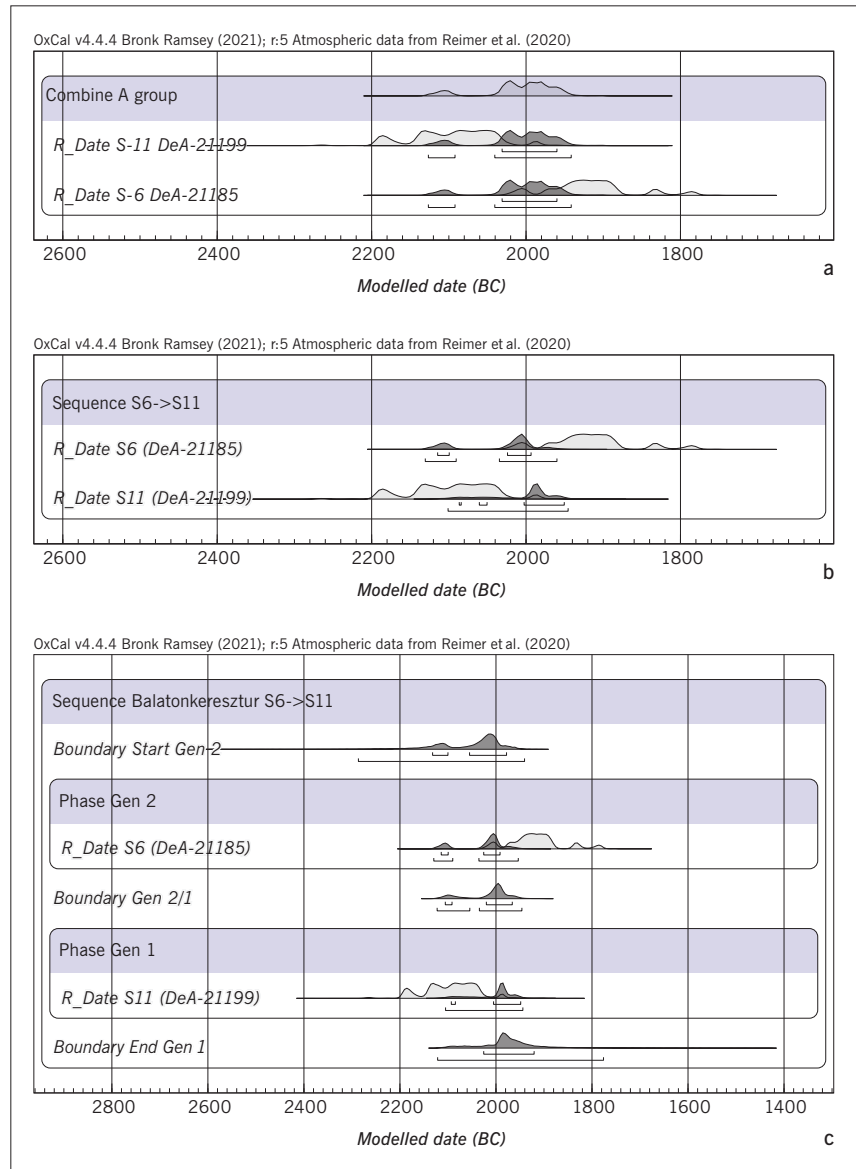 OxCal v4.4.4 Bronk Ramsey (2021); r:5 Atmospheric data from Reimer et al. (2020)
Combine A group
R_Date S-11 DeA-21199
R_Date S-6 DeA-21185
2600 2400 2200 2000 1800
Modelled date (BC)
a
OxCal v4.4.4 Bronk Ramsey (2021); r:5 Atmospheric data from Reimer et al. (2020)
Sequence S6->S11
R_Date S6 (DeA-21185)
R_Date S11 (DeA-21199)
2600 2400 2200 2000 1800
Modelled date (BC)
b
OxCal v4.4.4 Bronk Ramsey (2021); r:5 Atmospheric data from Reimer et al. (2020)
Sequence Balatonkeresztur S6->S11
Boundary Start Gen 2
Phase Gen 2
R_Date S6 (DeA-21185)
Boundary Gen 2/1
Phase Gen 1
R_Date S11 (DeA-21199)
Boundary End Gen 1
2800 2600 2400 2200 2000 1800 1600 1400
Modelled date (BC)
c